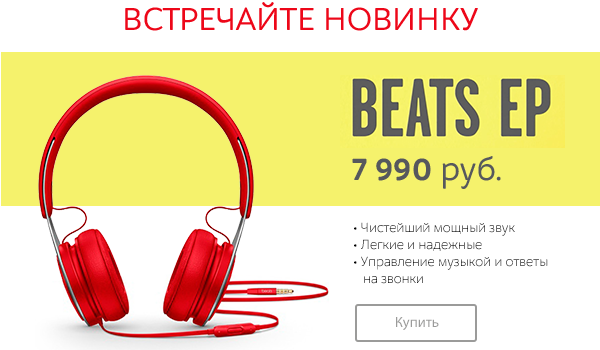 ВСТРЕЧАЙТЕ НОВИНКУ
BEATS EP
7 990 руб.
• Чистейший мощный звук
• Легкие и надежные
• Управление музыкой и ответы
на звонки
Купить